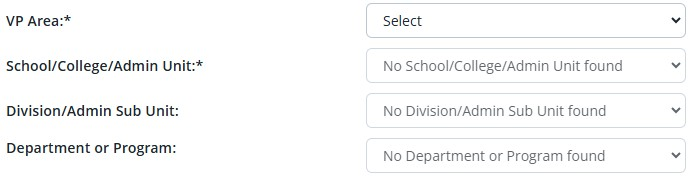 VP Area:* Select
School/College/Admin Unit:* No School/College/Admin Unit found
Division/Admin Sub Unit: No Division/Admin Sub Unit found
Department or Program: No Department or Program found